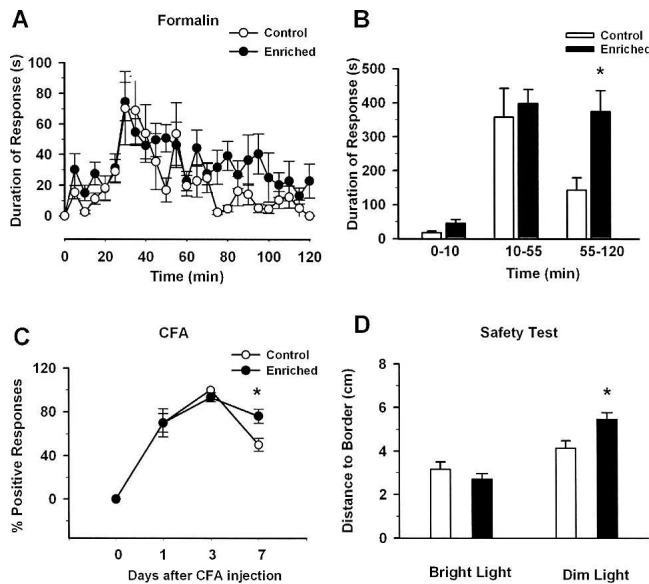 A
Formalin
Control
Enriched
Duration of Response (s)
100
80
60
40
20
0
0 20 40 60 80 100 120
Time (min)
B
Control
Enriched
Duration of Response (s)
500
400
300
200
100
0
*
0-10 10-55 55-120
Time (min)
C
CFA
Control
Enriched
% Positive Responses
120
80
40
0
*
0 1 3 7
Days after CFA injection
D
Safety Test
Distance to Border (cm)
8
6
4
2
0
*
Bright Light Dim Light